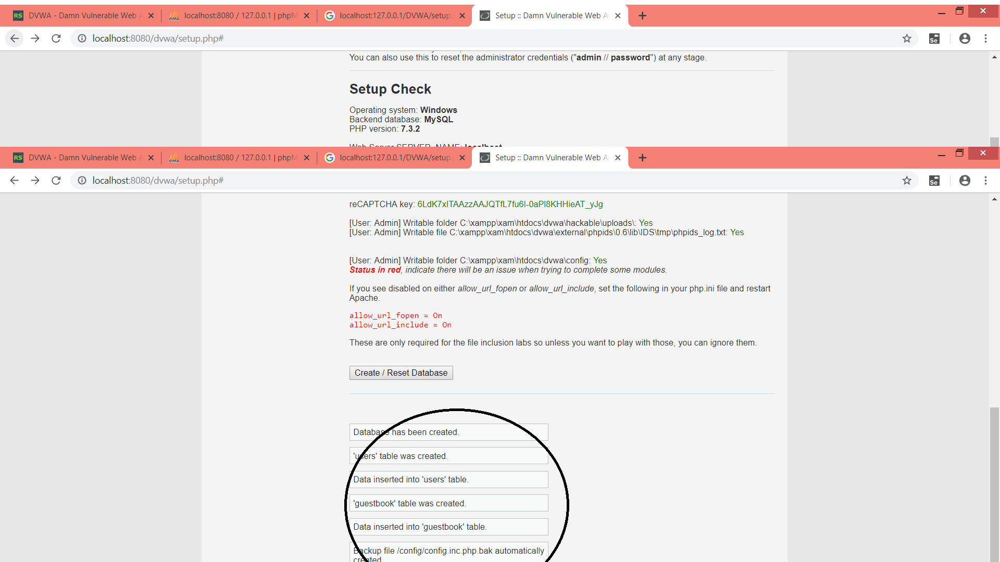 DVWA - Damn Vulnerable Web A
localhost:8080 / 127.0.0.1 | phpM
localhost:127.0.0.1/DVWA/setup.
Setup :: Damn Vulnerable Web A
localhost:8080/dvwa/setup.php#
Se
You can also use this to reset the administrator credentials ("admin // password") at any stage.
Setup Check
Operating system: Windows
Backend database: MySQL
PHP version: 7.3.2
Web Server SERVER_NAME: localhost
RS
DVWA - Damn Vulnerable Web A
PMA
localhost:8080 / 127.0.0.1 | phpM
localhost:127.0.0.1/DVWA/setup.
Setup :: Damn Vulnerable Web A
localhost:8080/dvwa/setup.php#
Se
reCAPTCHA key: 6LdK7xITAAzzAAJQTfL7fu6I-0aPl8KHHieAT_yJg
[User: Admin] Writable folder C:\xampp\xam\htdocs\dvwa\hackable\uploads\: Yes
[User: Admin] Writable file C:\xampp\xam\htdocs\dvwa\external\phpids\0.6\lib\IDS\tmp\phpids_log.txt: Yes
[User: Admin] Writable folder C:\xampp\xam\htdocs\dvwa\config: Yes
Status in red, indicate there will be an issue when trying to complete some modules.
If you see disabled on either allow_url_fopen or allow_url_include, set the following in your php.ini file and restart
Apache.
allow_url_fopen = On
allow_url_include = On
These are only required for the file inclusion labs so unless you want to play with those, you can ignore them.
Create / Reset Database
Database has been created.
'users' table was created.
Data inserted into 'users' table.
'guestbook' table was created.
Data inserted into 'guestbook' table.
Backup file /config/config.inc.php.bak automatically
created